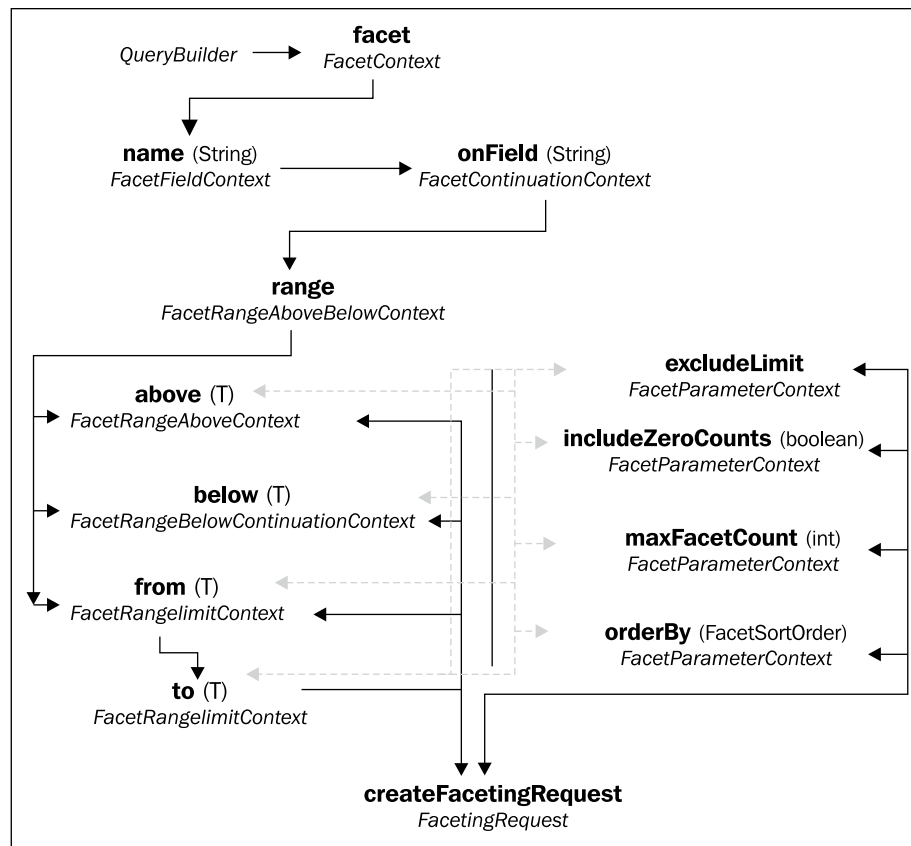 facet
QueryBuilder
FacetContext
name (String)
FacetFieldContext
onField (String)
FacetContinuationContext
range
FacetRangeAboveBelowContext
above (T)
FacetRangeAboveContext
below (T)
FacetRangeBelowContinuationContext
from (T)
FacetRangelimitContext
to (T)
FacetRangelimitContext
excludeLimit
FacetParameterContext
includeZeroCounts (boolean)
FacetParameterContext
maxFacetCount (int)
FacetParameterContext
orderBy (FacetSortOrder)
FacetParameterContext
createFacetingRequest
FacetingRequest